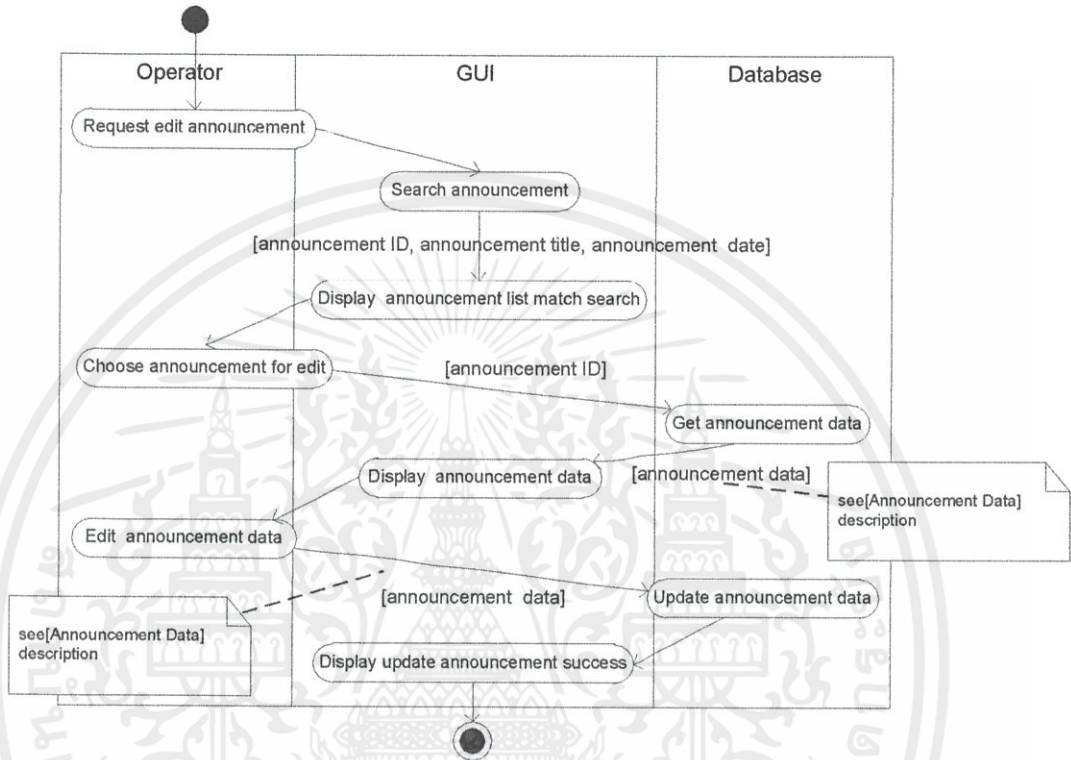 Operator
GUI
Database
Request edit announcement
Search announcement
[announcement ID, announcement title, announcement date]
Display announcement list match search
Choose announcement for edit
[announcement ID]
Get announcement data
Display announcement data
[announcement data]
see[Announcement Data]
description
Edit announcement data
[announcement data]
Update announcement data
see[Announcement Data]
description
Display update announcement success